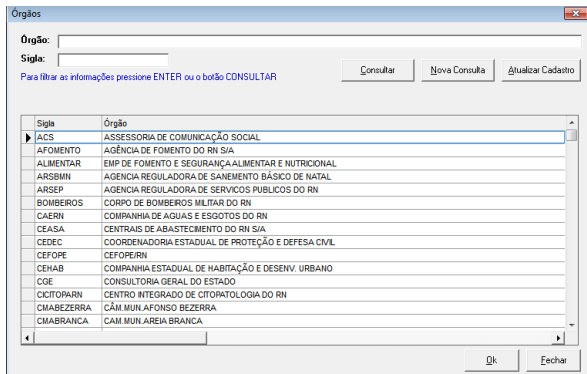 Órgãos
Órgão:
Sigla:
Para filtrar as informações pressione ENTER ou o botão CONSULTAR
Consultar Nova Consulta Atualizar Cadastro
Sigla Órgão
ACS ASSESSORIA DE COMUNICAÇÃO SOCIAL
AFOMENTO AGÊNCIA DE FOMENTO DO RN S/A
ALIMENTAR EMP DE FOMENTO E SEGURANÇA ALIMENTAR E NUTRICIONAL
ARSBMN AGENCIA REGULADORA DE SANEMENTO BÁSICO DE NATAL
ARSEP AGENCIA REGULADORA DE SERVICOS PUBLICOS DO RN
BOMBEIROS CORPO DE BOMBEIROS MILITAR DO RN
CAERN COMPANHIA DE AGUAS E ESGOTOS DO RN
CEASA CENTRAIS DE ABASTECIMENTO DO RN S/A
CEDEC COORDENADORIA ESTADUAL DE PROTEÇÃO E DEFESA CIVIL
CEFOPE CEFOPE/RN
CEHAB COMPANHIA ESTADUAL DE HABITAÇÃO E DESENV. URBANO
CGE CONSULTORIA GERAL DO ESTADO
CICITOPARN CENTRO INTEGRADO DE CITOPATOLOGIA DO RN
CMABEZERRA CÂM.MUN.AFONSO BEZERRA
CMABRANCA CAM.MUN.AREIA BRANCA
Ok Fechar